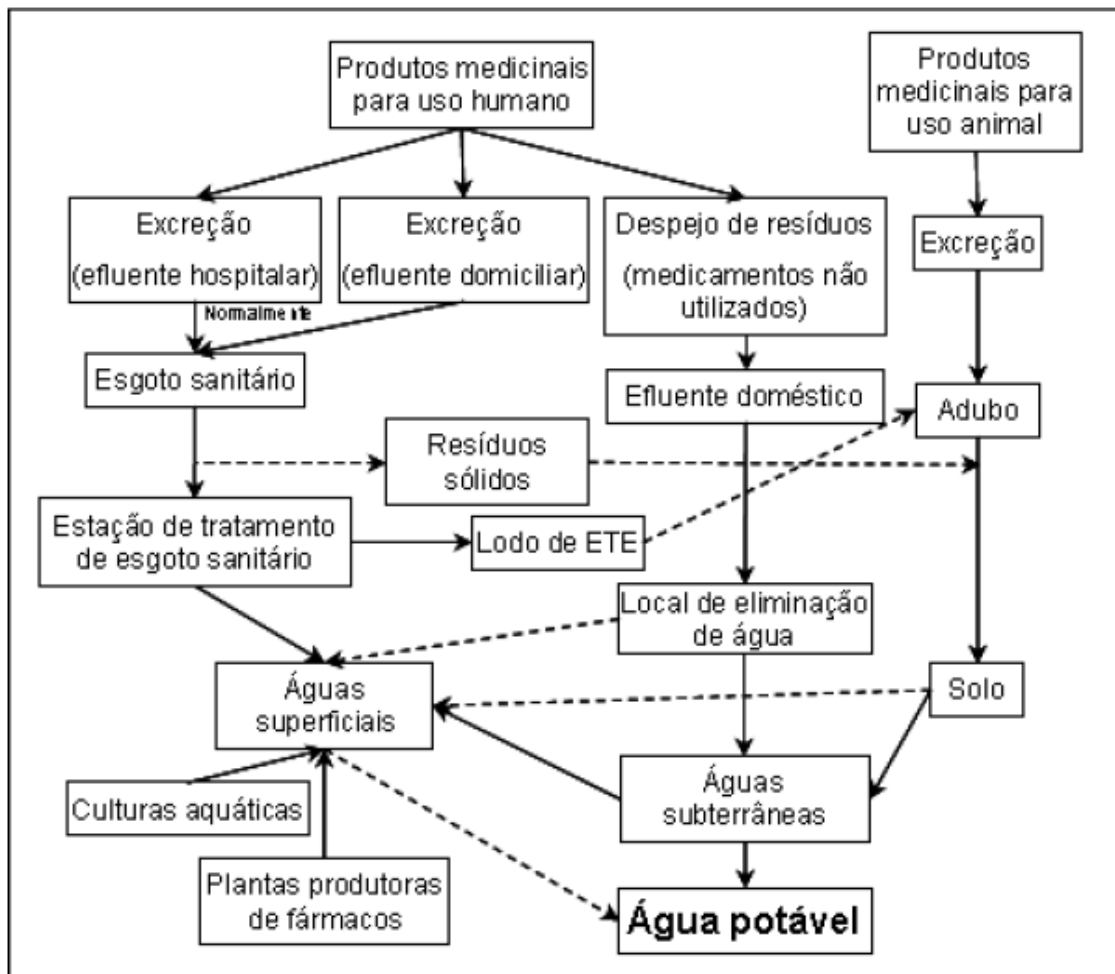 Produtos medicinais
para uso humano
Produtos
medicinais para
uso animal
Excreção
(efluente hospitalar)
Excreção
(efluente domiciliar)
Despejo de resíduos
(medicamentos não
utilizados)
Excreção
Normalmente
Esgoto sanitário
Efluente doméstico
Adubo
Resíduos
sólidos
Estação de tratamento
de esgoto sanitário
Lodo de ETE
Local de eliminação
de água
Águas
superficiais
Solo
Culturas aquáticas
Águas
subterrâneas
Plantas produtoras
de fármacos
Água potável